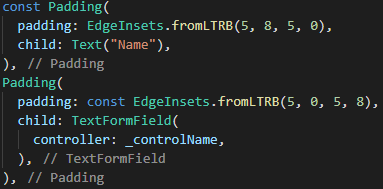 const Padding(
  padding: EdgeInsets.fromLTRB(5, 8, 5, 0),
  child: Text("Name"),
), // Padding
Padding(
  padding: const EdgeInsets.fromLTRB(5, 0, 5, 8),
  child: TextFormField(
    controller: _controlName,
  ), // TextFormField
), // Padding